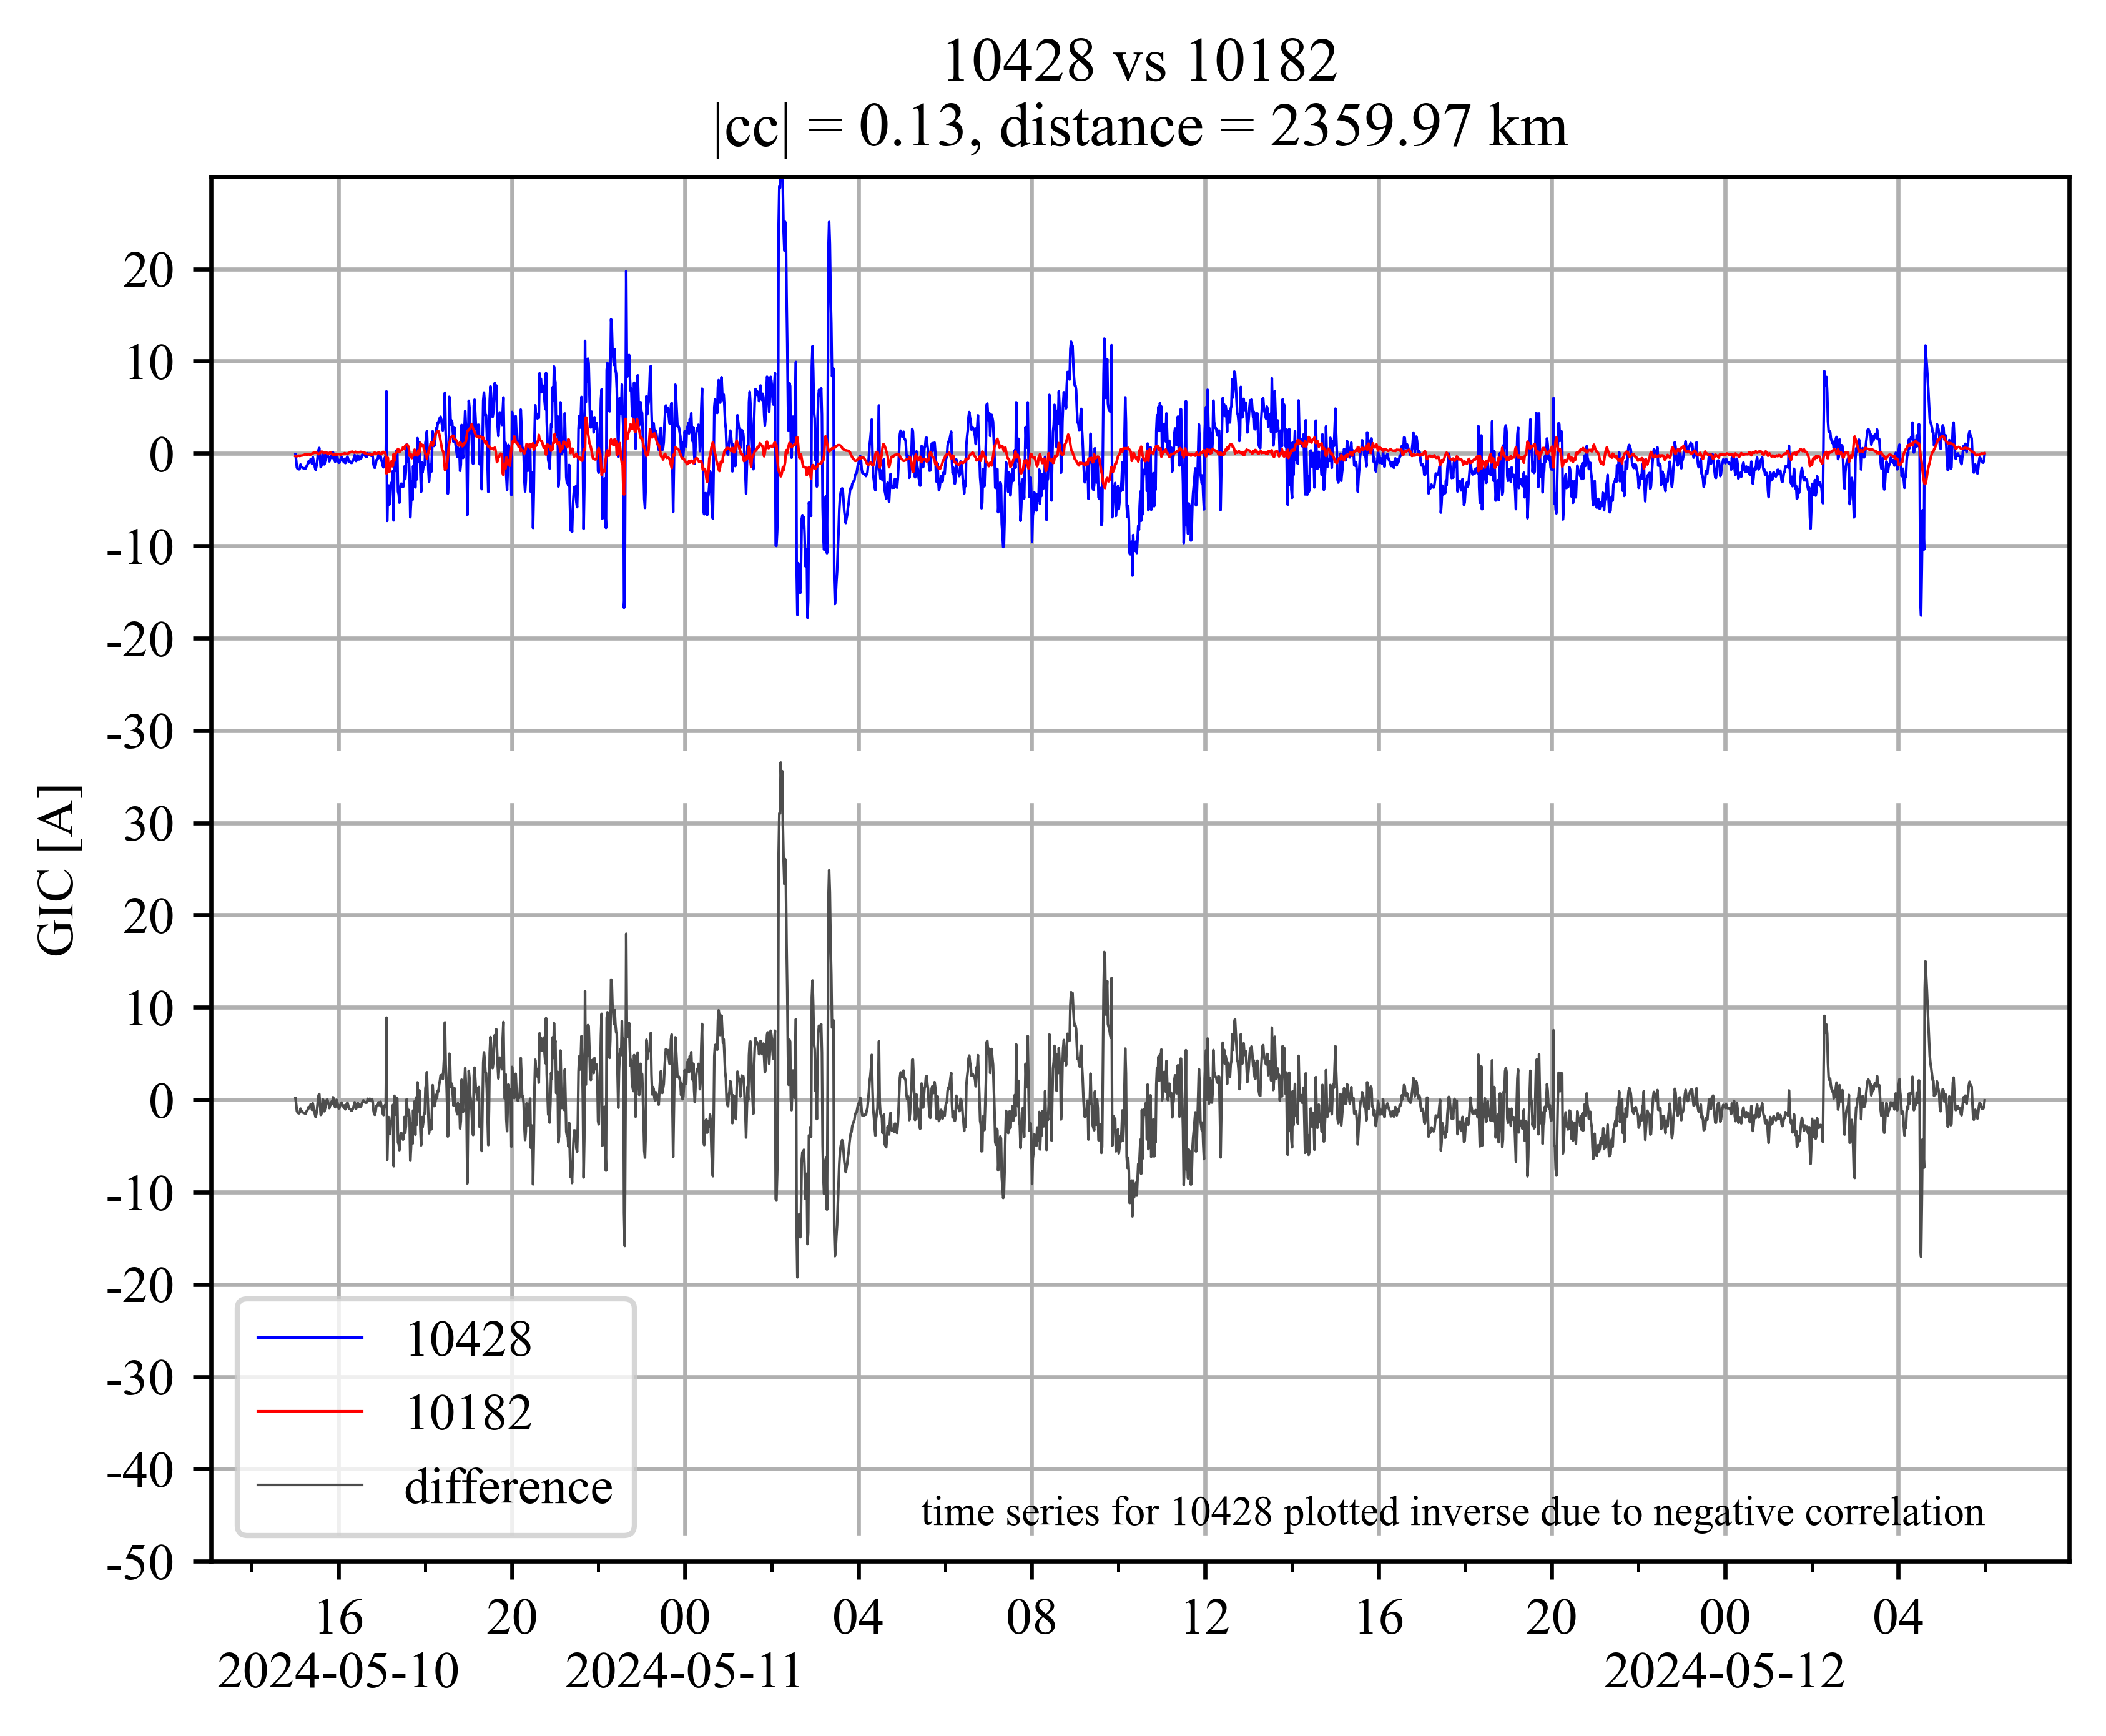 10428 vs 10182
|cc| = 0.13, distance = 2359.97 km
20
10
0
-10
-20
-30
GIC [A]
30
20
10
0
-10
-20
-30
-40
-50
10428
10182
difference
time series for 10428 plotted inverse due to negative correlation
16 20 00 04 08 12 16 20 00 04
2024-05-10 2024-05-11 2024-05-12